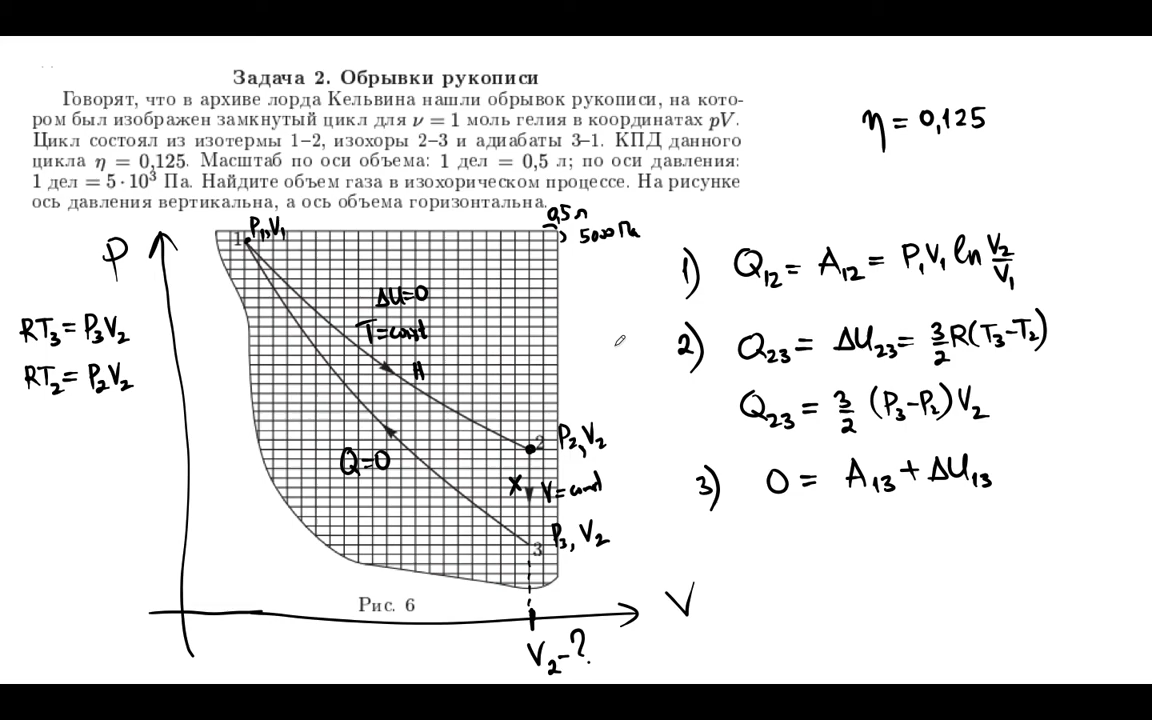 Задача 2. Обрывки рукописи
Говорят, что в архиве лорда Кельвина нашли обрывок рукописи, на кото-
ром был изображен замкнутый цикл для ν = 1 моль гелия в координатах pV.
Цикл состоял из изотермы 1–2, изохоры 2–3 и адиабаты 3–1. КПД данного
цикла η = 0,125. Масштаб по оси объема: 1 дел = 0,5 л; по оси давления:
1 дел = 5·10³ Па. Найдите объем газа в изохорическом процессе. На рисунке
ось давления вертикальна, а ось объема горизонтальна.
η = 0,125
0,5 л
5000 Па
P
1
P₁, V₁
ΔU=0
T=const
H
RT₃ = P₃V₂
RT₂ = P₂V₂
2
P₂, V₂
Q=0
X
V=const
3
P₃, V₂
Рис. 6
V
V₂ - ?
1) Q₁₂ = A₁₂ = P₁V₁ ln V₂/V₁
2) Q₂₃ = ΔU₂₃ = 3/2 R(T₃-T₂)
Q₂₃ = 3/2 (P₃-P₂)V₂
3) 0 = A₁₃ + ΔU₁₃